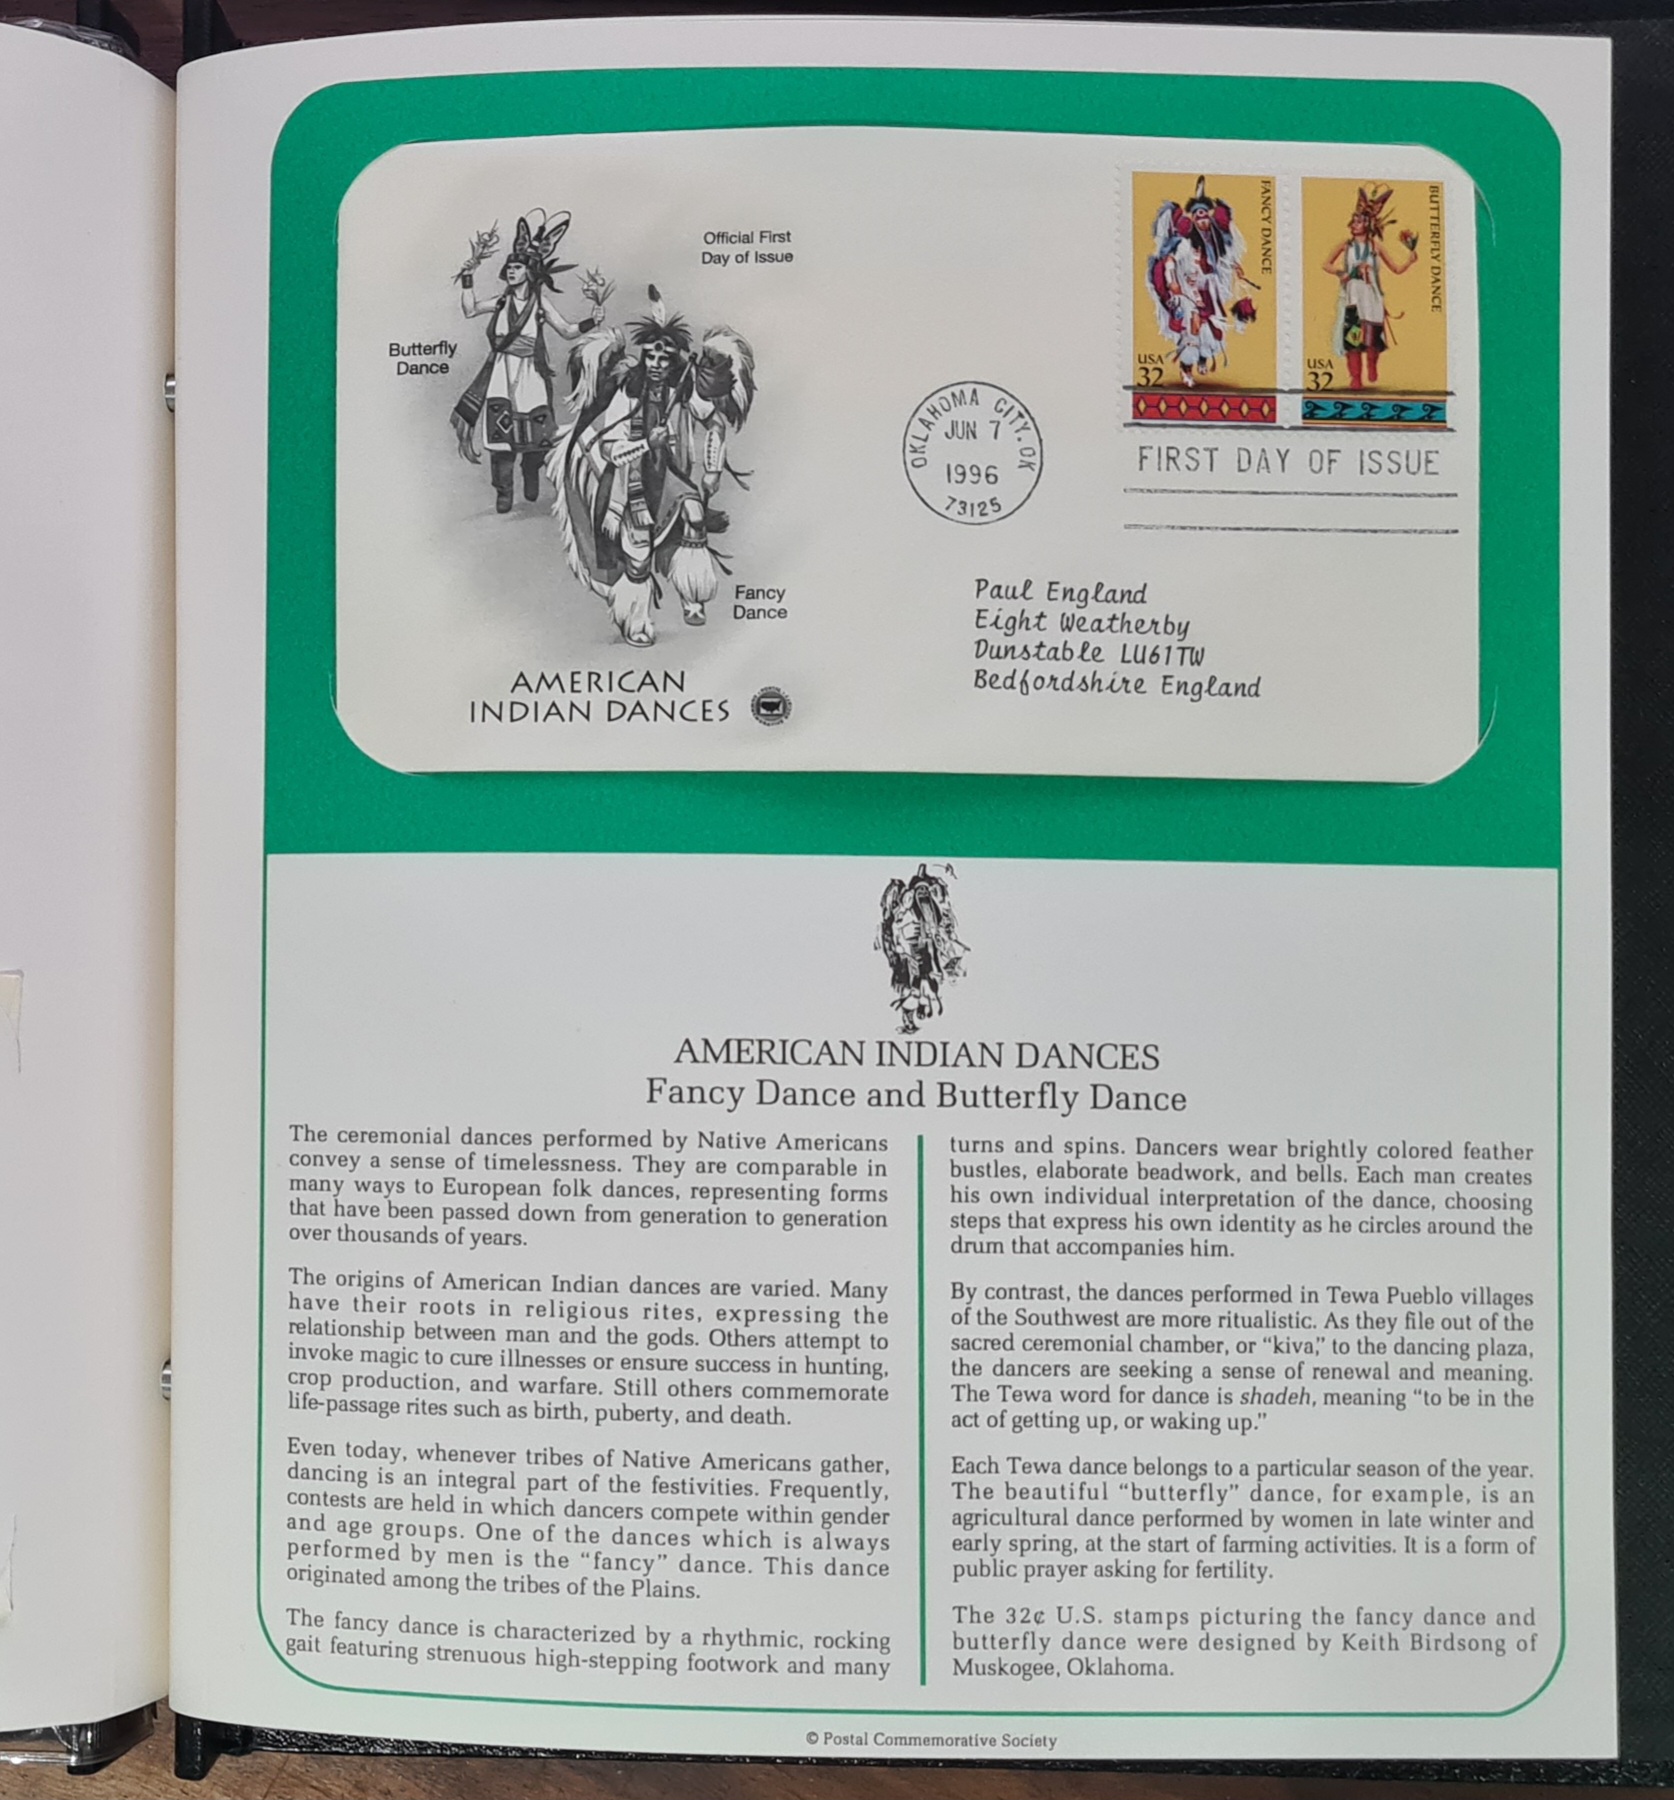 Official First
Day of Issue
Butterfly
Dance
Fancy
Dance
AMERICAN
INDIAN DANCES
FANCY DANCE
USA
32
BUTTERFLY DANCE
USA
32
OKLAHOMA CITY, OK
JUN 7
1996
73125
FIRST DAY OF ISSUE
Paul England
Eight Weatherby
Dunstable LU61TW
Bedfordshire England
AMERICAN INDIAN DANCES
Fancy Dance and Butterfly Dance
The ceremonial dances performed by Native Americans
convey a sense of timelessness. They are comparable in
many ways to European folk dances, representing forms
that have been passed down from generation to generation
over thousands of years.
The origins of American Indian dances are varied. Many
have their roots in religious rites, expressing the
relationship between man and the gods. Others attempt to
invoke magic to cure illnesses or ensure success in hunting,
crop production, and warfare. Still others commemorate
life-passage rites such as birth, puberty, and death.
Even today, whenever tribes of Native Americans gather,
dancing is an integral part of the festivities. Frequently,
contests are held in which dancers compete within gender
and age groups. One of the dances which is always
performed by men is the “fancy” dance. This dance
originated among the tribes of the Plains.
The fancy dance is characterized by a rhythmic, rocking
gait featuring strenuous high-stepping footwork and many
turns and spins. Dancers wear brightly colored feather
bustles, elaborate beadwork, and bells. Each man creates
his own individual interpretation of the dance, choosing
steps that express his own identity as he circles around the
drum that accompanies him.
By contrast, the dances performed in Tewa Pueblo villages
of the Southwest are more ritualistic. As they file out of the
sacred ceremonial chamber, or “kiva,” to the dancing plaza,
the dancers are seeking a sense of renewal and meaning.
The Tewa word for dance is shadeh, meaning “to be in the
act of getting up, or waking up.”
Each Tewa dance belongs to a particular season of the year.
The beautiful “butterfly” dance, for example, is an
agricultural dance performed by women in late winter and
early spring, at the start of farming activities. It is a form of
public prayer asking for fertility.
The 32¢ U.S. stamps picturing the fancy dance and
butterfly dance were designed by Keith Birdsong of
Muskogee, Oklahoma.
© Postal Commemorative Society